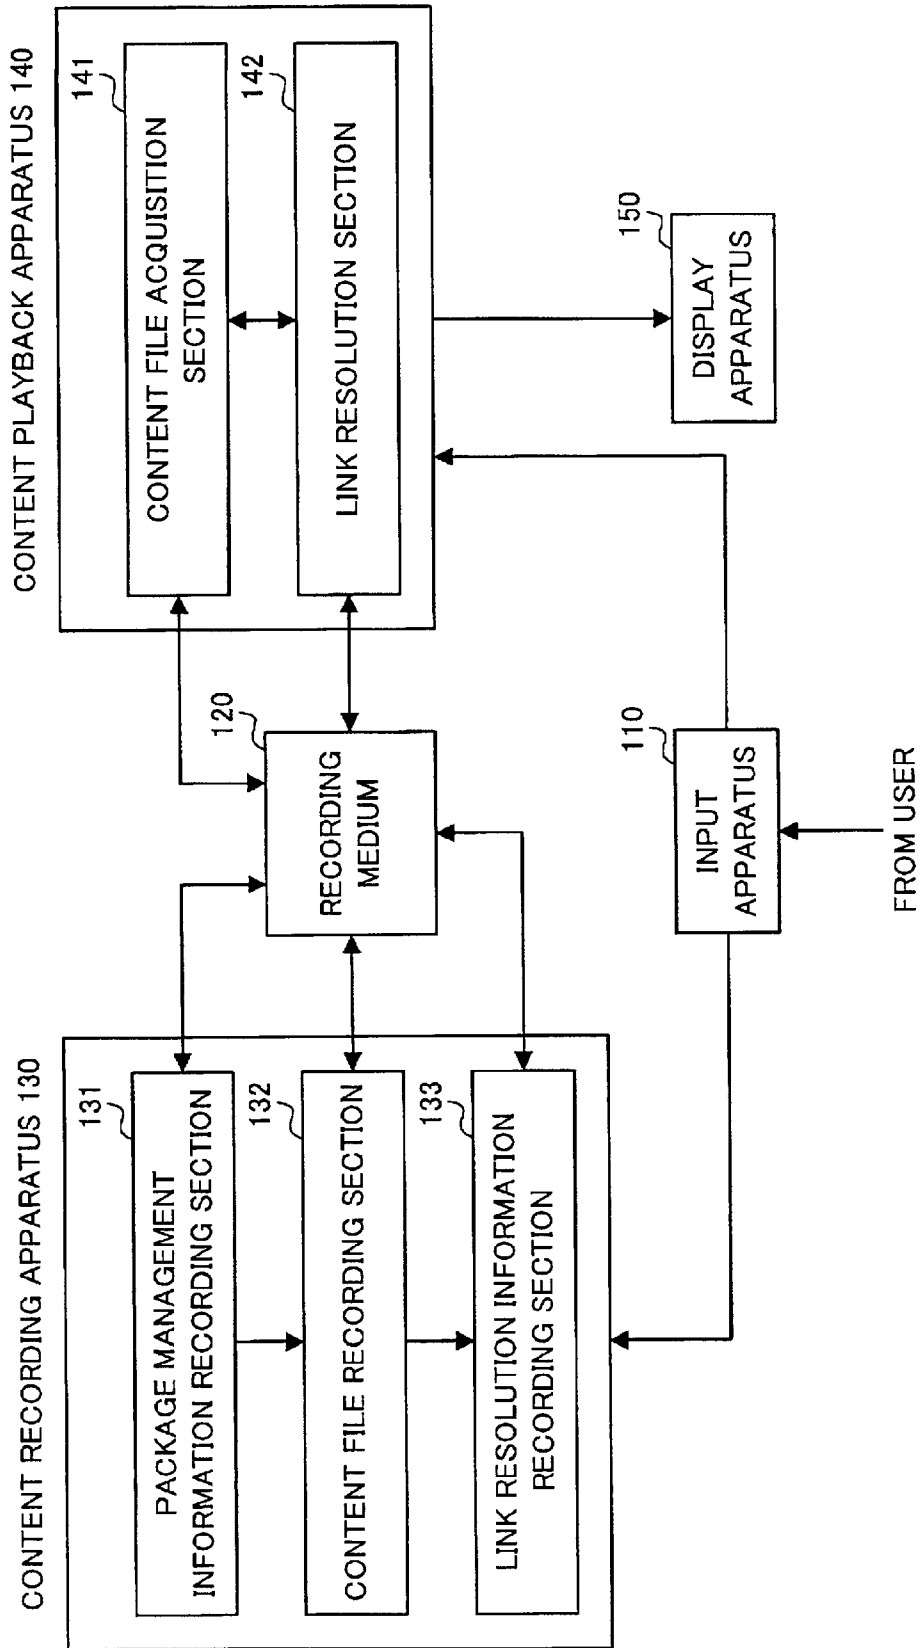 CONTENT RECORDING APPARATUS 130
131
PACKAGE MANAGEMENT
INFORMATION RECORDING SECTION
132
CONTENT FILE RECORDING SECTION
133
LINK RESOLUTION INFORMATION
RECORDING SECTION
120
RECORDING
MEDIUM
110
INPUT
APPARATUS
FROM USER
CONTENT PLAYBACK APPARATUS 140
141
CONTENT FILE ACQUISITION
SECTION
142
LINK RESOLUTION SECTION
150
DISPLAY
APPARATUS